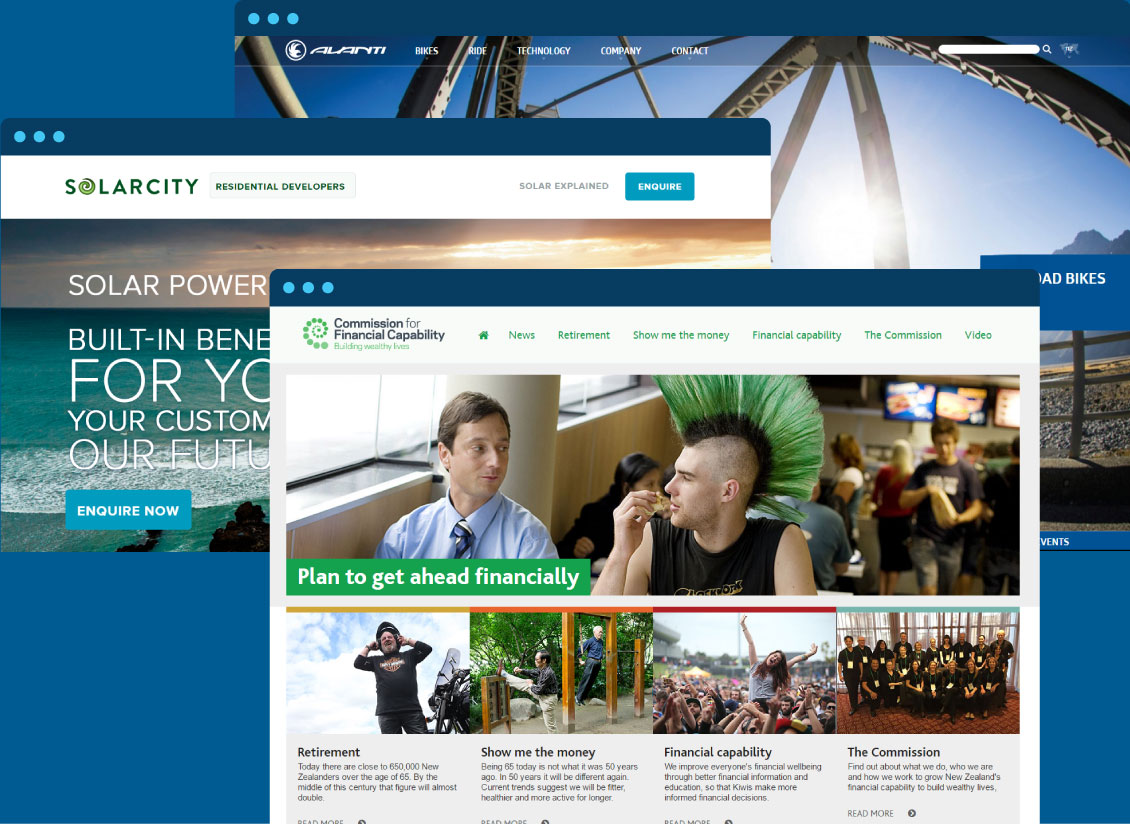 AVANTI
BIKES
RIDE
TECHNOLOGY
COMPANY
CONTACT
SOLARCITY
RESIDENTIAL DEVELOPERS
SOLAR EXPLAINED
ENQUIRE
SOLAR POWER
BUILT-IN BENE
FOR YO
YOUR CUSTOM
OUR FUTU
ENQUIRE NOW
OAD BIKES
VENTS
Commission for
Financial Capability
Building wealthy lives
News
Retirement
Show me the money
Financial capability
The Commission
Video
Plan to get ahead financially
Retirement
Today there are close to 650,000 New
Zealanders over the age of 65. By the
middle of this century that figure will almost
double.
READ MORE
Show me the money
Being 65 today is not what it was 50 years
ago. In 50 years it will be different again.
Current trends suggest we will be fitter,
healthier and more active for longer.
READ MORE
Financial capability
We improve everyone's financial wellbeing
through better financial information and
education, so that Kiwis make more
informed financial decisions.
READ MORE
The Commission
Find out about what we do, who we are
and how we work to grow New Zealand's
financial capability to build wealthy lives,
READ MORE